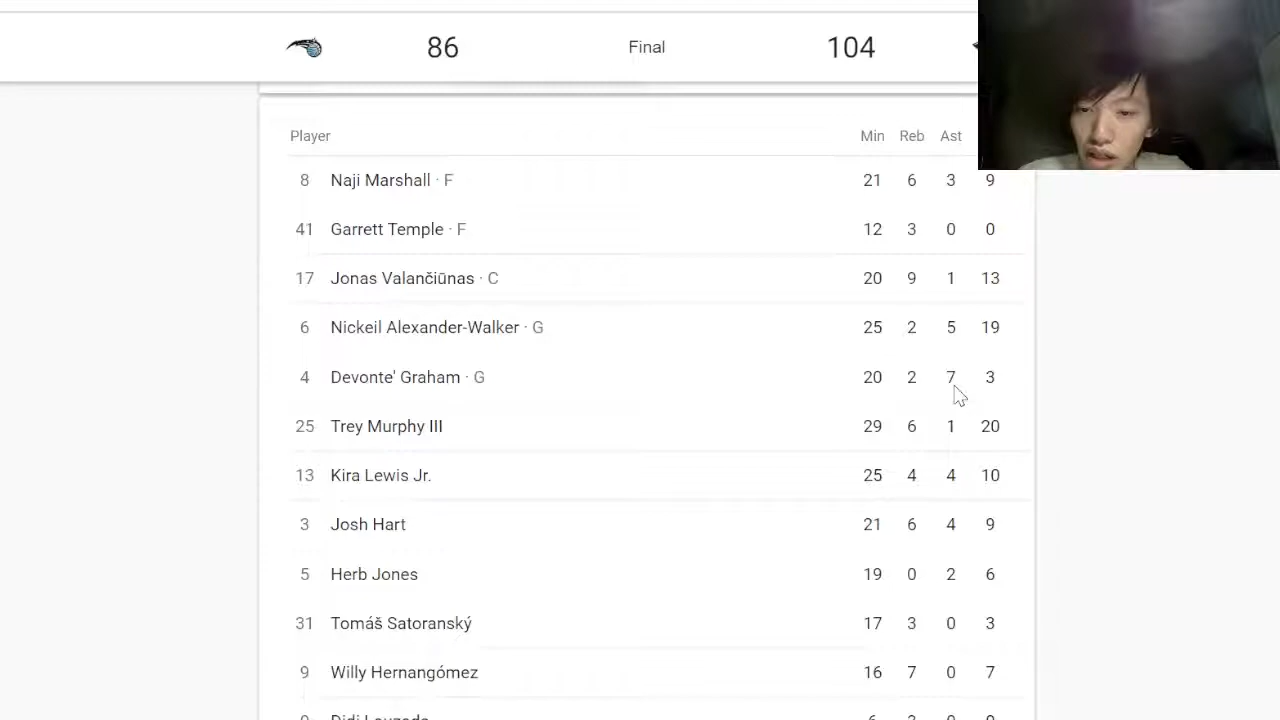 86 Final 104
Player Min Reb Ast
8 Naji Marshall · F 21 6 3 9
41 Garrett Temple · F 12 3 0 0
17 Jonas Valančiūnas · C 20 9 1 13
6 Nickeil Alexander-Walker · G 25 2 5 19
4 Devonte' Graham · G 20 2 7 3
25 Trey Murphy III 29 6 1 20
13 Kira Lewis Jr. 25 4 4 10
3 Josh Hart 21 6 4 9
5 Herb Jones 19 0 2 6
31 Tomáš Satoranský 17 3 0 3
9 Willy Hernangómez 16 7 0 7